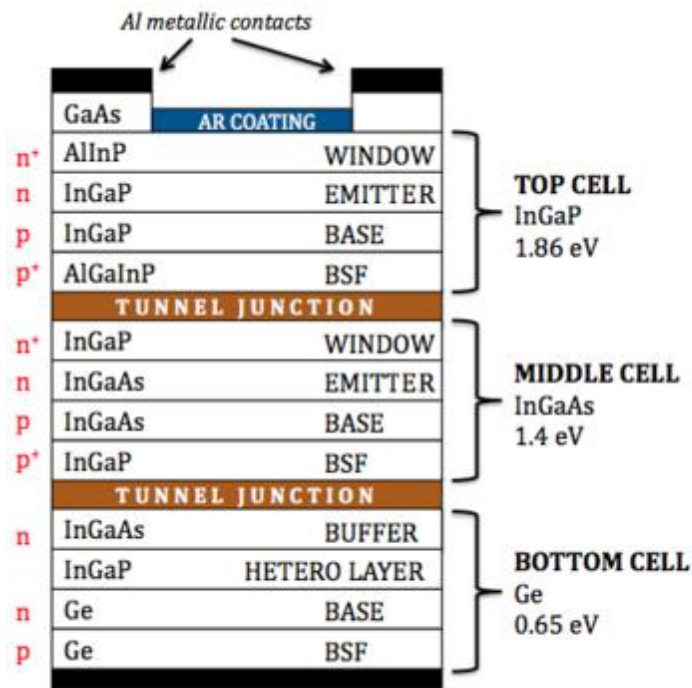 Al metallic contacts
GaAs AR COATING
n⁺ AlInP WINDOW
n InGaP EMITTER
p InGaP BASE
p⁺ AlGaInP BSF
TOP CELL
InGaP
1.86 eV
TUNNEL JUNCTION
n⁺ InGaP WINDOW
n InGaAs EMITTER
p InGaAs BASE
p⁺ InGaP BSF
MIDDLE CELL
InGaAs
1.4 eV
TUNNEL JUNCTION
n InGaAs BUFFER
InGaP HETERO LAYER
n Ge BASE
p Ge BSF
BOTTOM CELL
Ge
0.65 eV